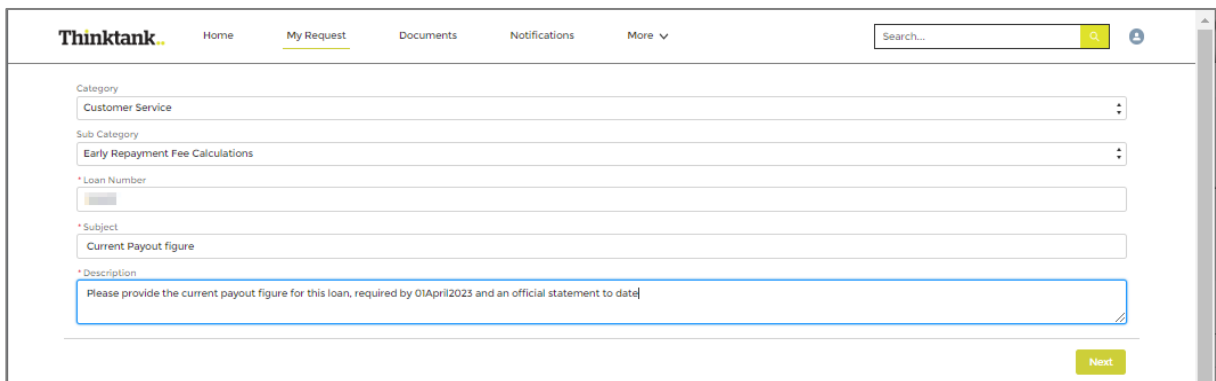 Thinktank.. Home My Request Documents Notifications More Search...
Category
Customer Service
Sub Category
Early Repayment Fee Calculations
* Loan Number
* Subject
Current Payout figure
* Description
Please provide the current payout figure for this loan, required by 01April2023 and an official statement to date
Next